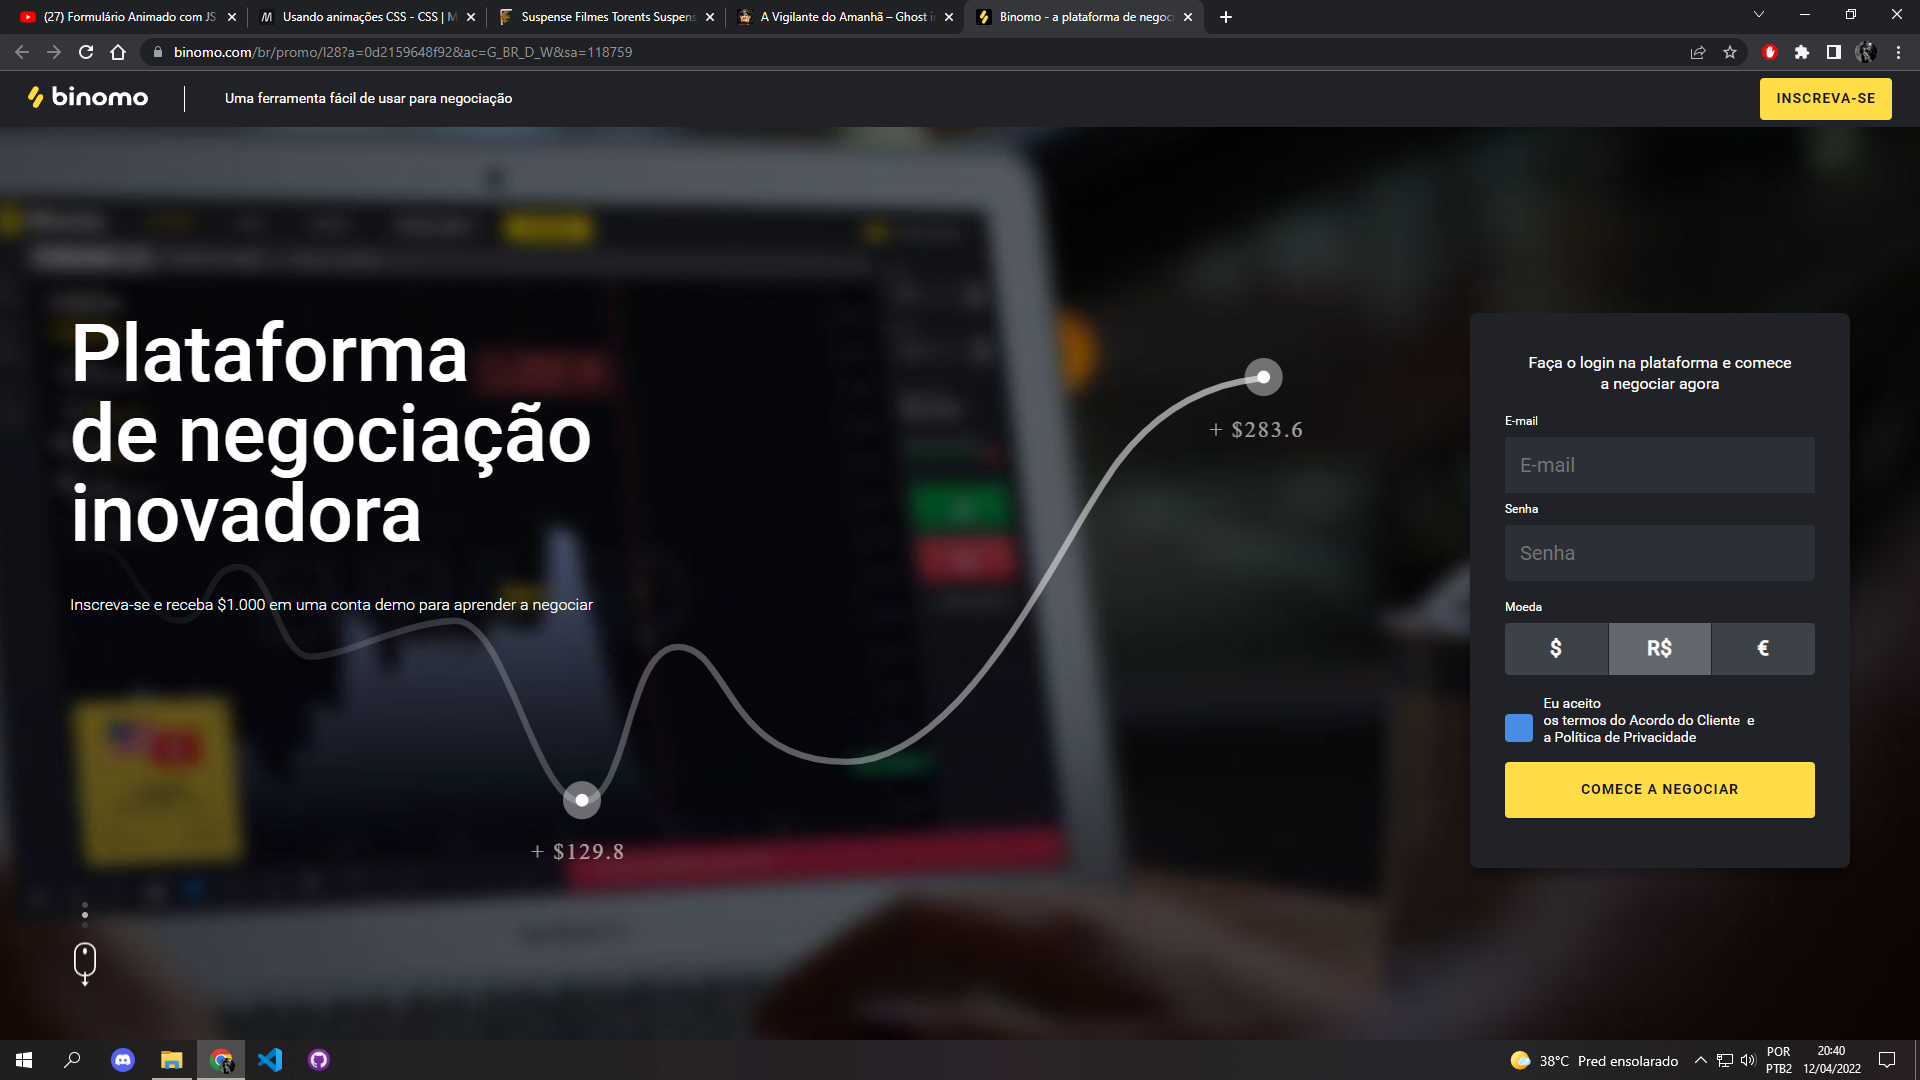 (27) Formulário Animado com JS
Usando animações CSS - CSS | M
Suspense Filmes Torents Suspens
A Vigilante do Amanhã – Ghost i
Binomo - a plataforma de negoci
binomo.com/br/promo/l28?a=0d2159648f92&ac=G_BR_D_W&sa=118759
binomo
Uma ferramenta fácil de usar para negociação
INSCREVA-SE
Plataforma
de negociação
inovadora
Inscreva-se e receba $1.000 em uma conta demo para aprender a negociar
+ $283.6
+ $129.8
Faça o login na plataforma e comece
a negociar agora
E-mail
E-mail
Senha
Senha
Moeda
$ R$ €
Eu aceito
os termos do Acordo do Cliente e
a Política de Privacidade
COMECE A NEGOCIAR
38°C Pred ensolarado
POR
PTB2
20:40
12/04/2022